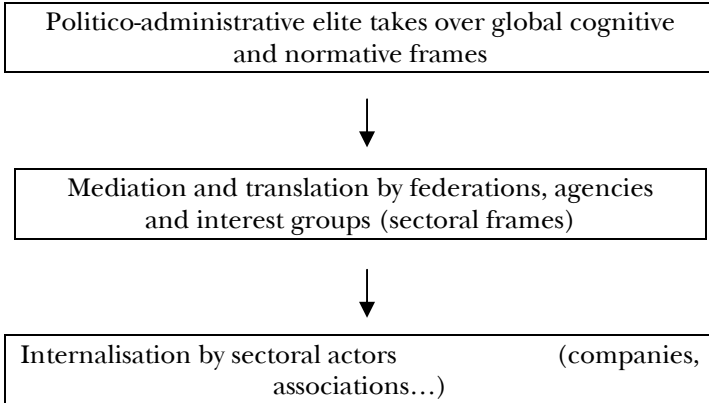 Politico-administrative elite takes over global cognitive
and normative frames
Mediation and translation by federations, agencies
and interest groups (sectoral frames)
Internalisation by sectoral actors (companies,
associations…)